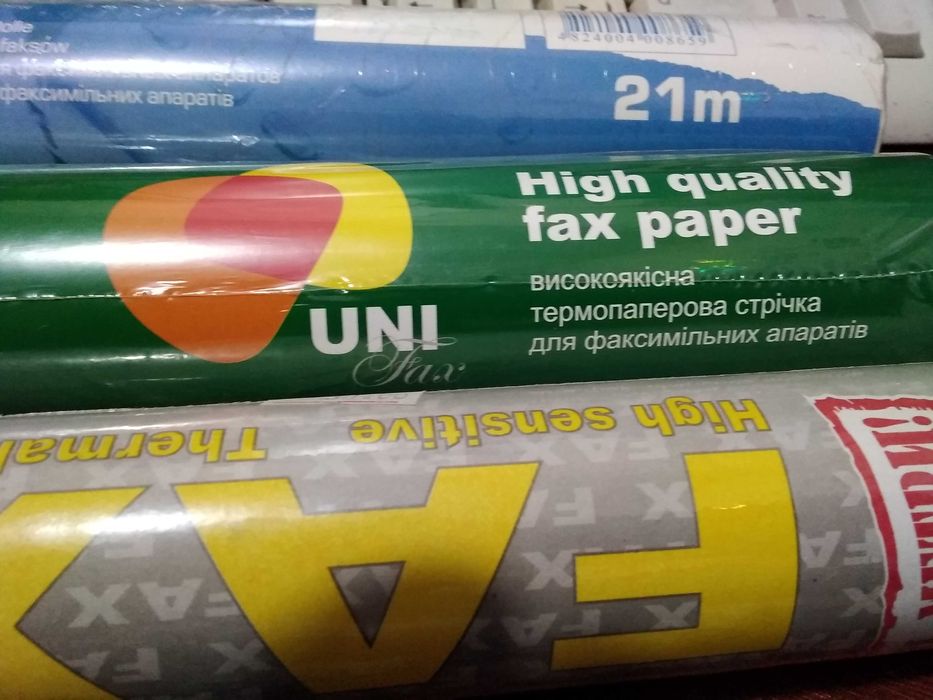 faksów
факсимільних апаратів
4824004008659
21m
High quality
fax paper
високоякісна
термопаперова стрічка
для факсимільних апаратів
UNI
Fax
High sensitive Thermal
FAX